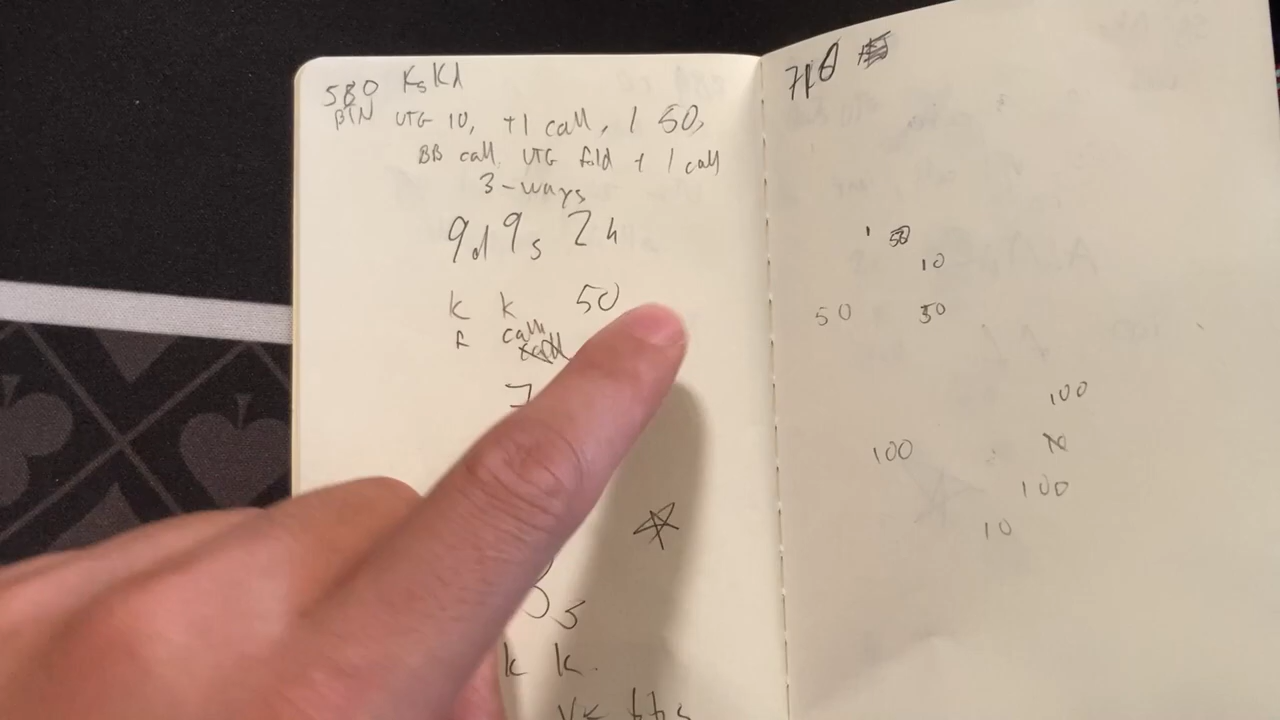 580 KsKd
BTN UTG 10, +1 call, I 50,
BB call, UTG fold +1 call
3-ways
9d 9s 2h
K K 50
F call
7
s
K K.
710
50
10
50 50
100
100
100
10